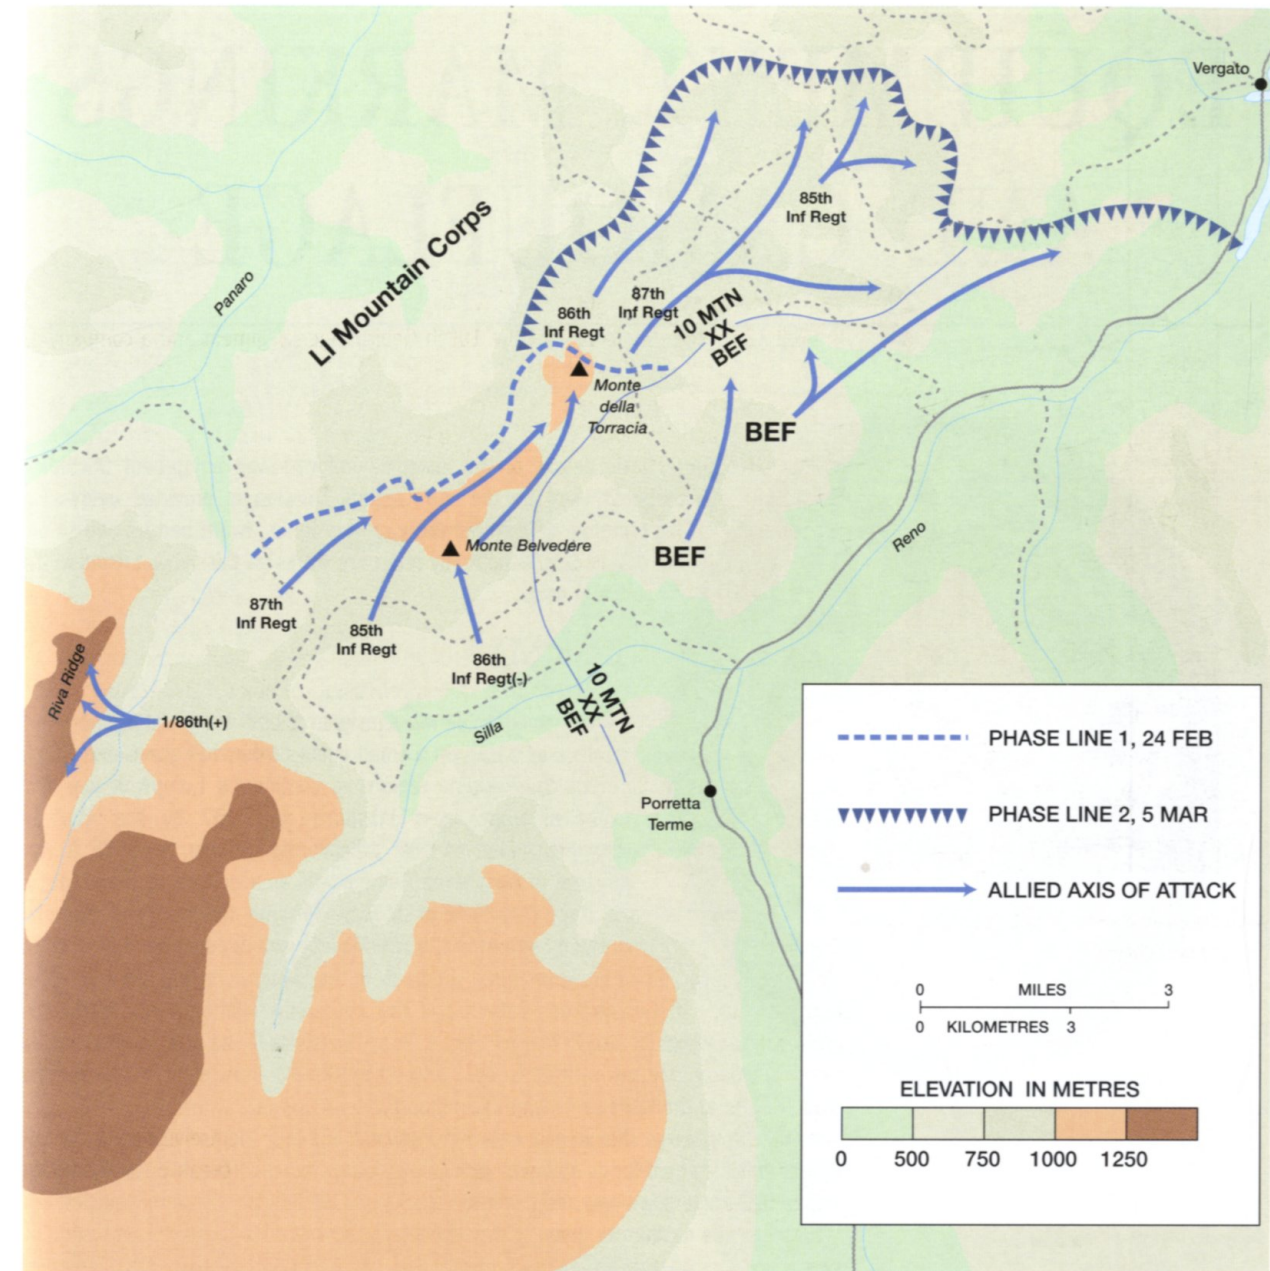 Vergato
LI Mountain Corps
Panaro
85th
Inf Regt
86th
Inf Regt
87th
Inf Regt
10 MTN
XX
BEF
Monte
della
Torracia
BEF
Reno
Monte Belvedere
BEF
87th
Inf Regt
85th
Inf Regt
86th
Inf Regt(-)
Riva Ridge
1/86th(+)
10 MTN
XX
BEF
Silla
Porretta
Terme
PHASE LINE 1, 24 FEB
PHASE LINE 2, 5 MAR
ALLIED AXIS OF ATTACK
0 MILES 3
0 KILOMETRES 3
ELEVATION IN METRES
0 500 750 1000 1250